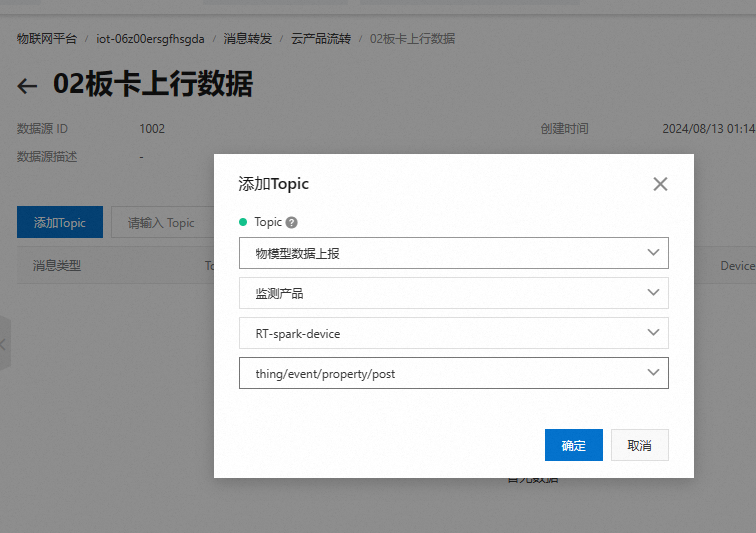 物联网平台 / iot-06z00ersgfhsgda / 消息转发 / 云产品流转 / 02板卡上行数据
02板卡上行数据
数据源 ID 1002 创建时间 2024/08/13 01:14
数据源描述 -
添加Topic
Topic
物模型数据上报
监测产品
RT-spark-device
thing/event/property/post
确定 取消
添加Topic 请输入 Topic
消息类型 To Device
暂无数据